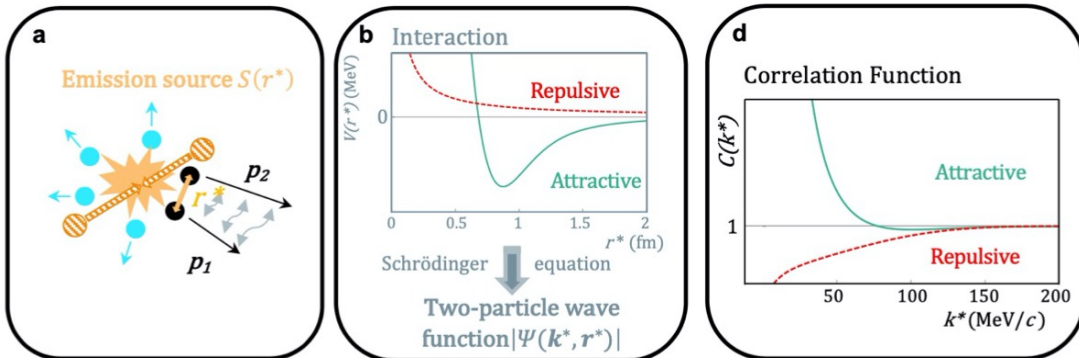 a
Emission source S(r*)
p₂
r*
p₁
b
Interaction
V(r*) (MeV)
Repulsive
0
Attractive
0 0.5 1 1.5 2
r* (fm)
Schrödinger equation
Two-particle wave
function|Ψ(k*, r*)|
d
Correlation Function
C(k*)
Attractive
1
Repulsive
50 100 150 200
k* (MeV/c)